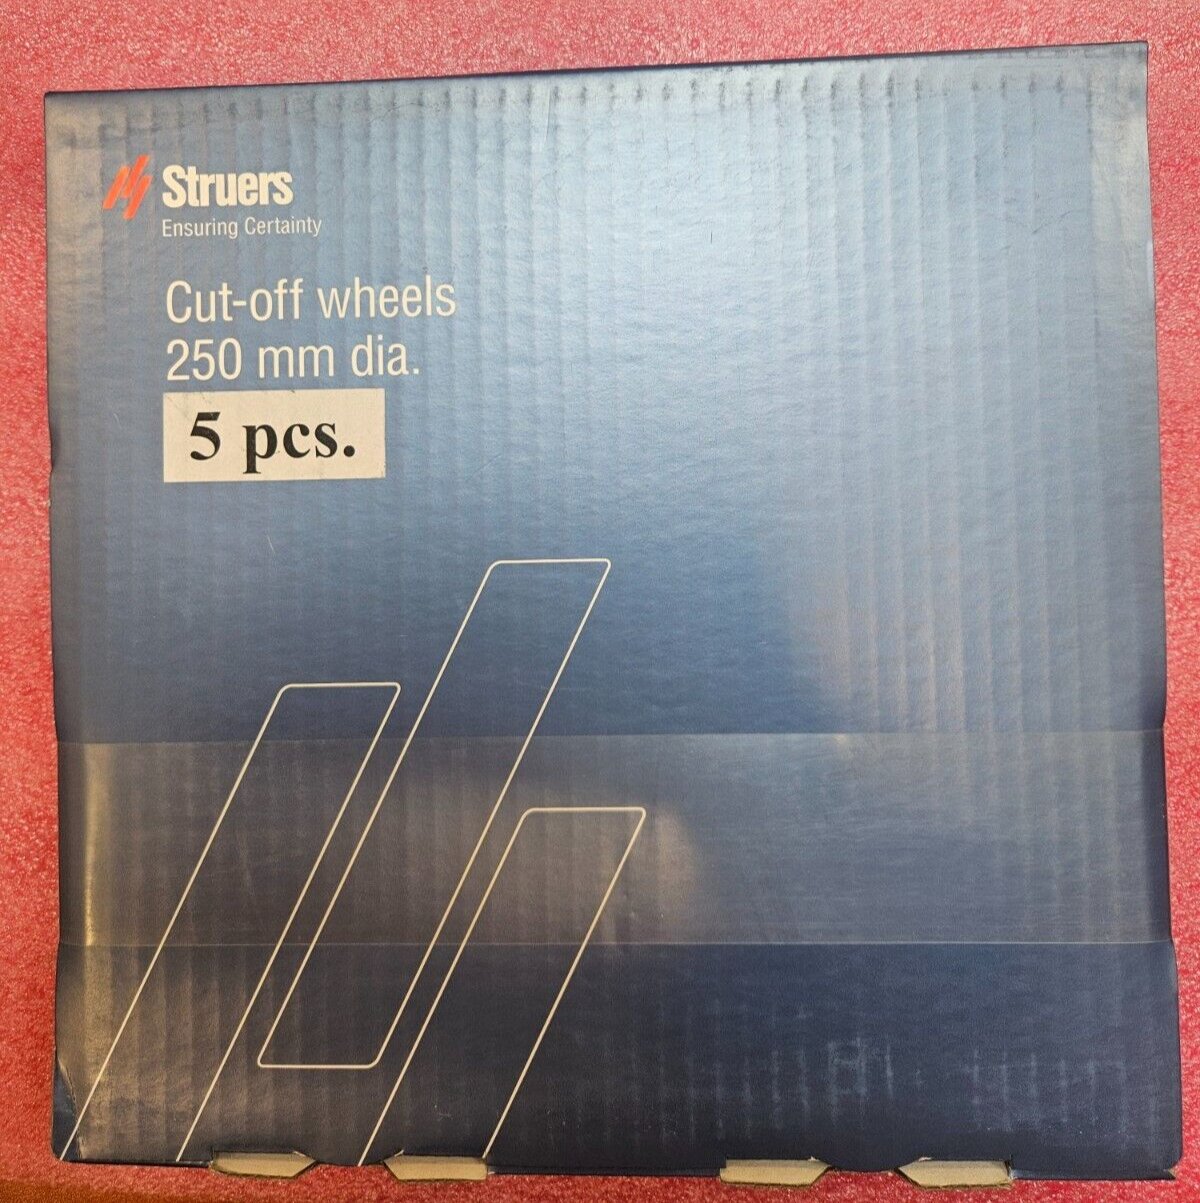 Struers
Ensuring Certainty
Cut-off wheels
250 mm dia.
5 pcs.